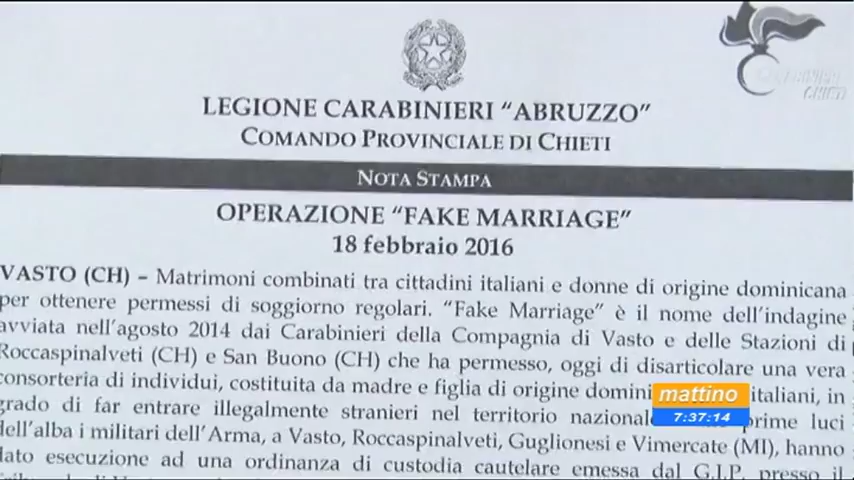 CARABINIERI
CHIETI
LEGIONE CARABINIERI “ABRUZZO”
COMANDO PROVINCIALE DI CHIETI
NOTA STAMPA
OPERAZIONE “FAKE MARRIAGE”
18 febbraio 2016
VASTO (CH) – Matrimoni combinati tra cittadini italiani e donne di origine dominicana
per ottenere permessi di soggiorno regolari. “Fake Marriage” è il nome dell’indagine
avviata nell’agosto 2014 dai Carabinieri della Compagnia di Vasto e delle Stazioni di
Roccaspinalveti (CH) e San Buono (CH) che ha permesso, oggi di disarticolare una vera
consorteria di individui, costituita da madre e figlia di origine domini italiani, in
grado di far entrare illegalmente stranieri nel territorio nazionale prime luci
dell’alba i militari dell’Arma, a Vasto, Roccaspinalveti, Guglionesi e Vimercate (MI), hanno
dato esecuzione ad una ordinanza di custodia cautelare emessa dal G.I.P. presso il
mattino
7:37:14